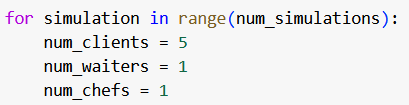 for simulation in range(num_simulations):
    num_clients = 5
    num_waiters = 1
    num_chefs = 1